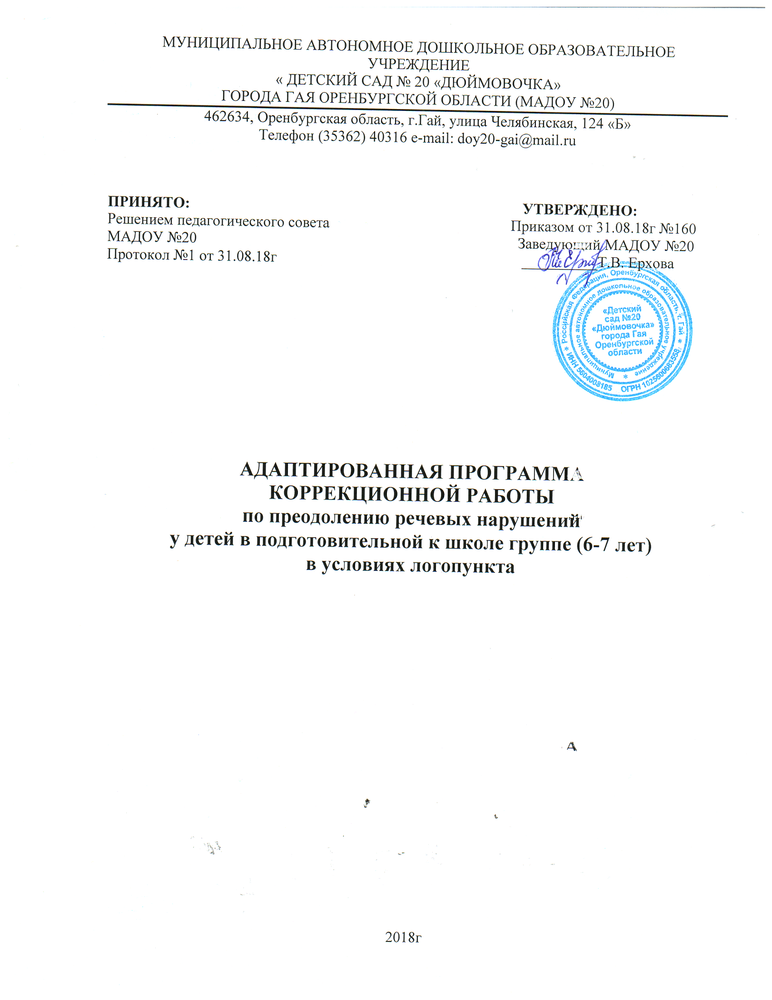 МУНИЦИПАЛЬНОЕ АВТОНОМНОЕ ДОШКОЛЬНОЕ ОБРАЗОВАТЕЛЬНОЕ
УЧРЕЖДЕНИЕ
« ДЕТСКИЙ САД № 20 «ДЮЙМОВОЧКА»
ГОРОДА ГАЯ ОРЕНБУРГСКОЙ ОБЛАСТИ (МАДОУ №20)
462634, Оренбургская область, г.Гай, улица Челябинская, 124 «Б»
Телефон (35362) 40316 e-mail: doy20-gai@mail.ru
ПРИНЯТО:
Решением педагогического совета
МАДОУ №20
Протокол №1 от 31.08.18г
УТВЕРЖДЕНО:
Приказом от 31.08.18г №160
Заведующий МАДОУ №20
Т.В. Ерхова
* Российская Федерация, Оренбургская область, г. Гай *
ИНН 5604008185 ОГРН 1025600683558
Муниципальное автономное дошкольное образовательное учреждение *
«Детский
сад №20
«Дюймовочка»
города Гая
Оренбургской
области
АДАПТИРОВАННАЯ ПРОГРАММА
КОРРЕКЦИОННОЙ РАБОТЫ
по преодолению речевых нарушений
у детей в подготовительной к школе группе (6-7 лет)
в условиях логопункта
2018г